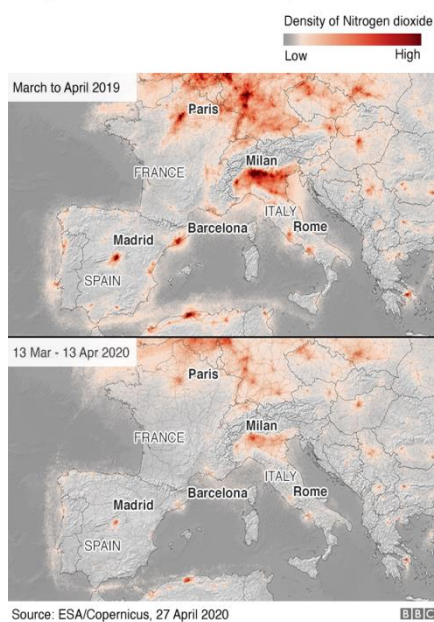 Density of Nitrogen dioxide
Low High
March to April 2019
Paris
FRANCE
Milan
ITALY
Rome
Barcelona
Madrid
SPAIN
13 Mar - 13 Apr 2020
Paris
Milan
FRANCE
ITALY
Barcelona Rome
Madrid
SPAIN
Source: ESA/Copernicus, 27 April 2020 BBC